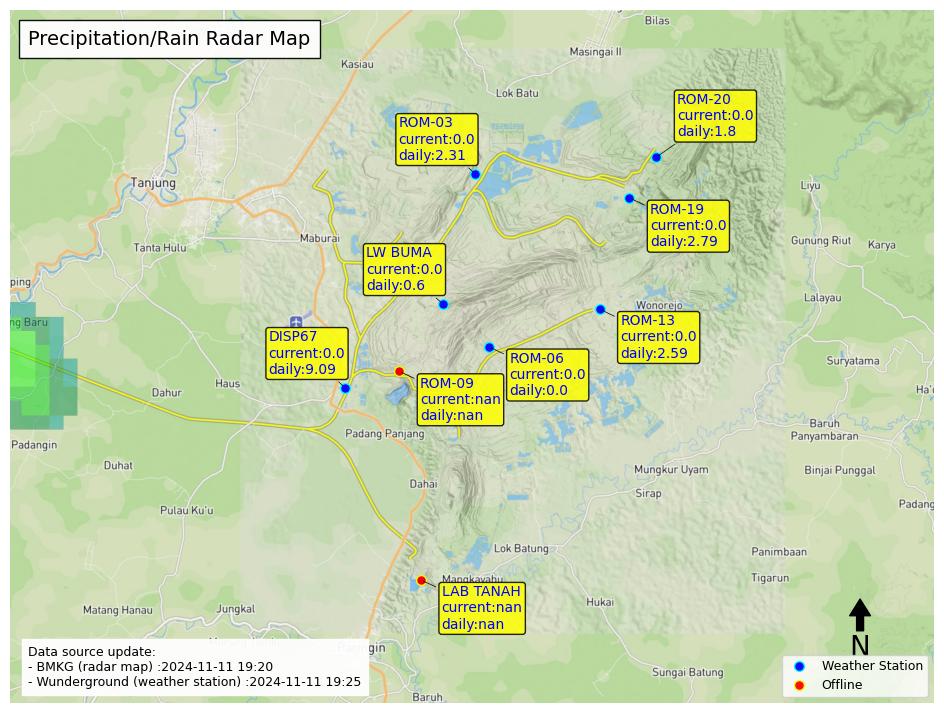 Precipitation/Rain Radar Map
Bilas
Masingai II
Kasiau
Lok Batu
ROM-20
current:0.0
daily:1.8
ROM-03
current:0.0
daily:2.31
Tanjung
Liyu
ROM-19
current:0.0
daily:2.79
Maburai
Tanta Hulu
Gunung Riut
Karya
LW BUMA
current:0.0
daily:0.6
ping
Lalayau
Wonorejo
ng Baru
ROM-13
current:0.0
daily:2.59
DISP67
current:0.0
daily:9.09
ROM-06
current:0.0
daily:0.0
Suryatama
Haus
Dahur
ROM-09
current:nan
daily:nan
Padang Panjang
Baruh
Panyambaran
Padangin
Duhat
Mungkur Uyam
Binjai Punggal
Dahai
Sirap
Padang
Pulau Ku'u
Lok Batung
Panimbaan
Mangkayahu
Tigarun
LAB TANAH
current:nan
daily:nan
Hukai
Matang Hanau
Jungkal
N
Data source update:
- BMKG (radar map) :2024-11-11 19:20
- Wunderground (weather station) :2024-11-11 19:25
Sungai Batung
Baruh
Weather Station
Offline